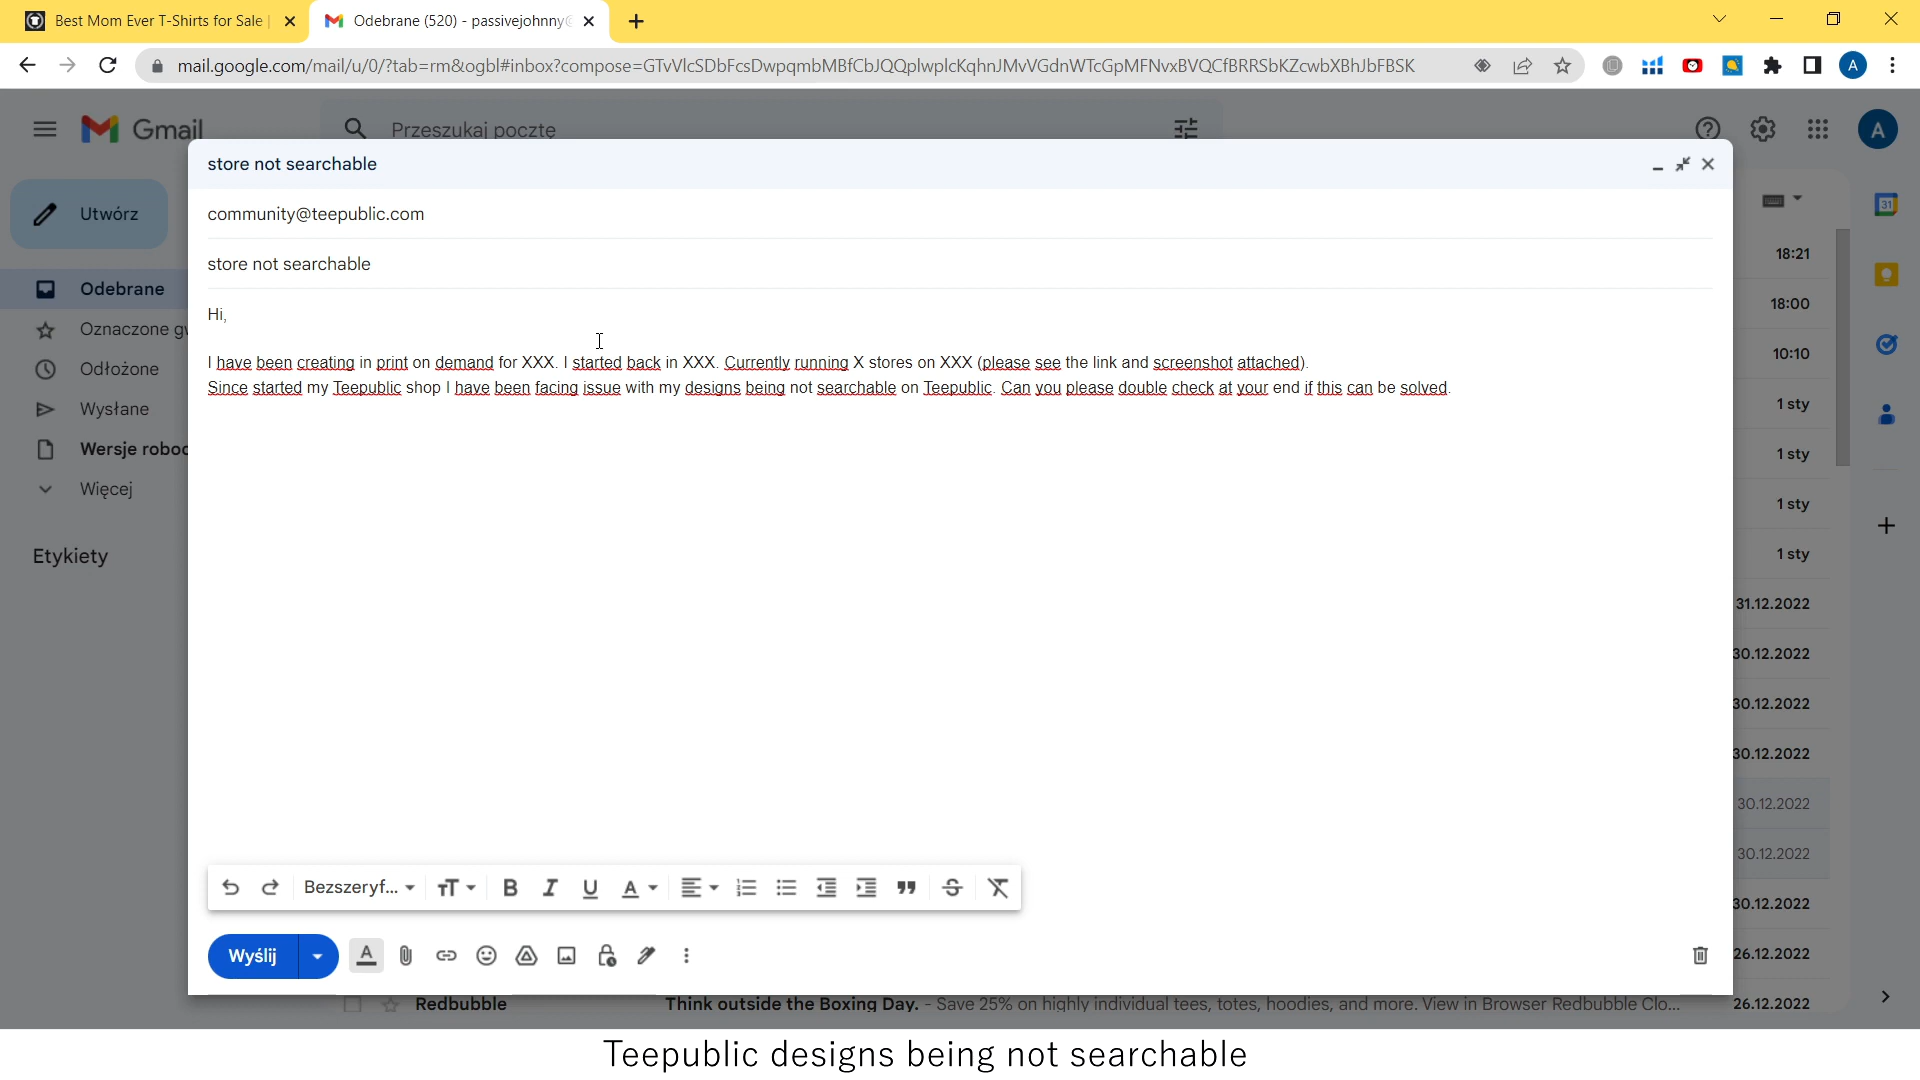 Best Mom Ever T-Shirts for Sale |
Odebrane (520) - passivejohnny@
mail.google.com/mail/u/0/?tab=rm&ogbl#inbox?compose=GTvVlcSDbFcsDwpqmbMBfCbJQQplwplcKqhnJMvVGdnWTcGpMFNvxBVQCfBRRSbKZcwbXBhJbFBSK
A
Gmail
Przeszukaj pocztę
A
store not searchable
Utwórz
community@teepublic.com
31
18:21
store not searchable
Odebrane
18:00
Hi,
Oznaczone gw
10:10
I have been creating in print on demand for XXX. I started back in XXX. Currently running X stores on XXX (please see the link and screenshot attached).
Odłożone
Since started my Teepublic shop I have been facing issue with my designs being not searchable on Teepublic. Can you please double check at your end if this can be solved.
Wysłane
1 sty
Wersje roboc
1 sty
Więcej
1 sty
Etykiety
1 sty
31.12.2022
30.12.2022
30.12.2022
30.12.2022
30.12.2022
30.12.2022
Bezszeryf...
30.12.2022
Wyślij
26.12.2022
Redbubble
Think outside the Boxing Day. - Save 25% on highly individual tees, totes, hoodies, and more. View in Browser Redbubble Clo...
26.12.2022
Teepublic designs being not searchable